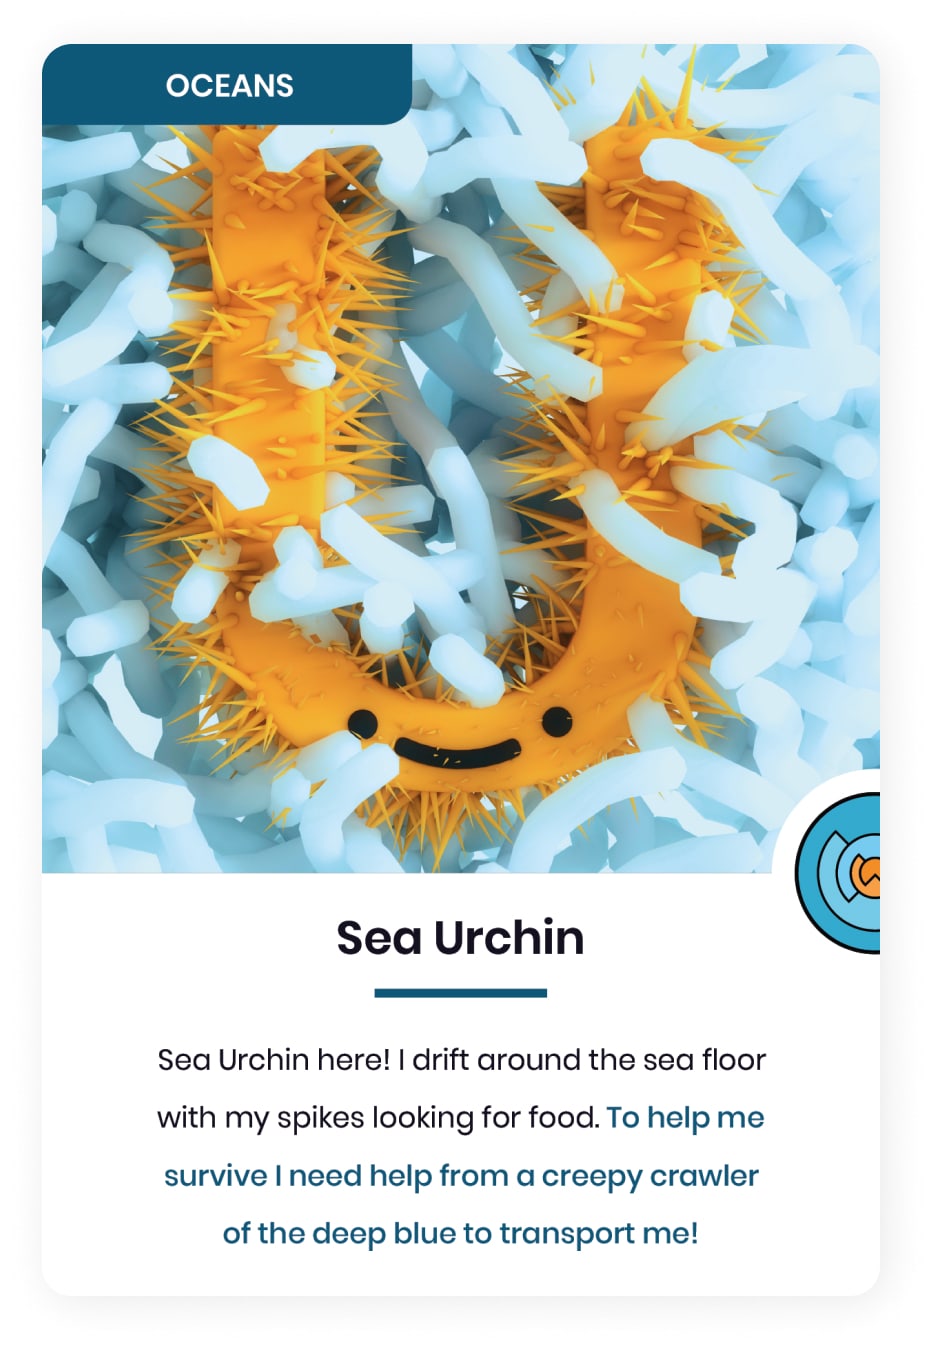 OCEANS
Sea Urchin
Sea Urchin here! I drift around the sea floor
with my spikes looking for food. To help me
survive I need help from a creepy crawler
of the deep blue to transport me!